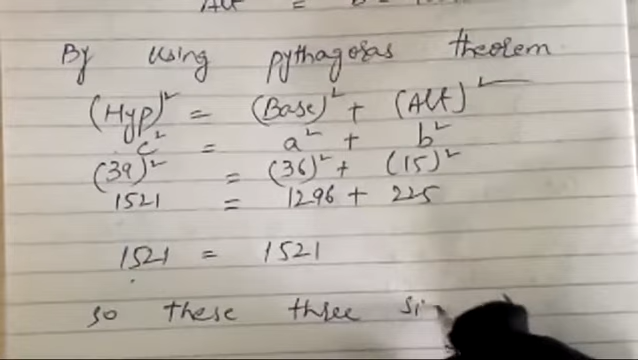 By using pythagoras theorem
(Hyp)² = (Base)² + (Alt)²
c² = a² + b²
(39)² = (36)² + (15)²
1521 = 1296 + 225
1521 = 1521
so these three